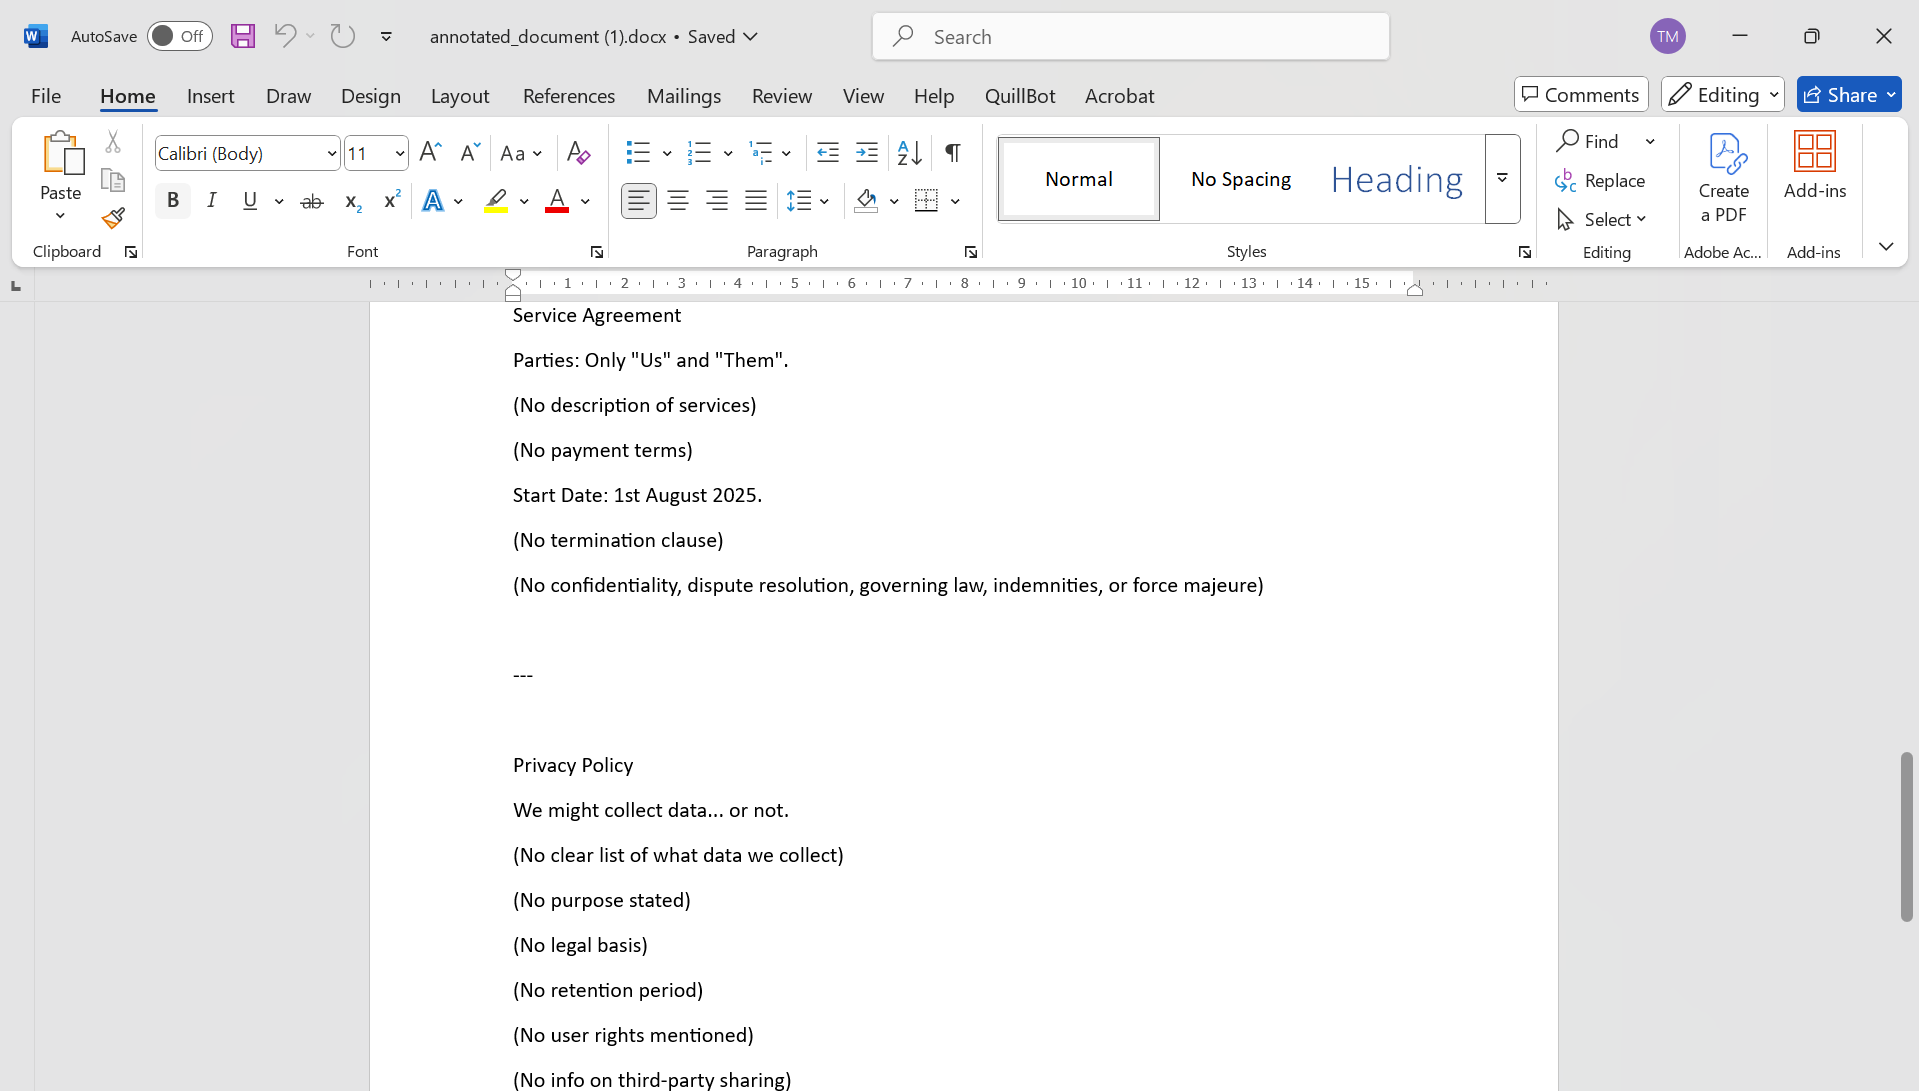 AutoSave Off annotated_document (1).docx • Saved Search TM
File Home Insert Draw Design Layout References Mailings Review View Help QuillBot Acrobat Comments Editing Share
Paste
Clipboard
Calibri (Body) 11 A A Aa A
B I U ab x2 x2 A A
Font
A Z ¶
Paragraph
Normal No Spacing Heading
Styles
Find
Replace
Select
Editing
Create
a PDF
Adobe Ac...
Add-ins
Add-ins
L 1 2 3 4 5 6 7 8 9 10 11 12 13 14 15
Service Agreement
Parties: Only "Us" and "Them".
(No description of services)
(No payment terms)
Start Date: 1st August 2025.
(No termination clause)
(No confidentiality, dispute resolution, governing law, indemnities, or force majeure)
---
Privacy Policy
We might collect data... or not.
(No clear list of what data we collect)
(No purpose stated)
(No legal basis)
(No retention period)
(No user rights mentioned)
(No info on third-party sharing)